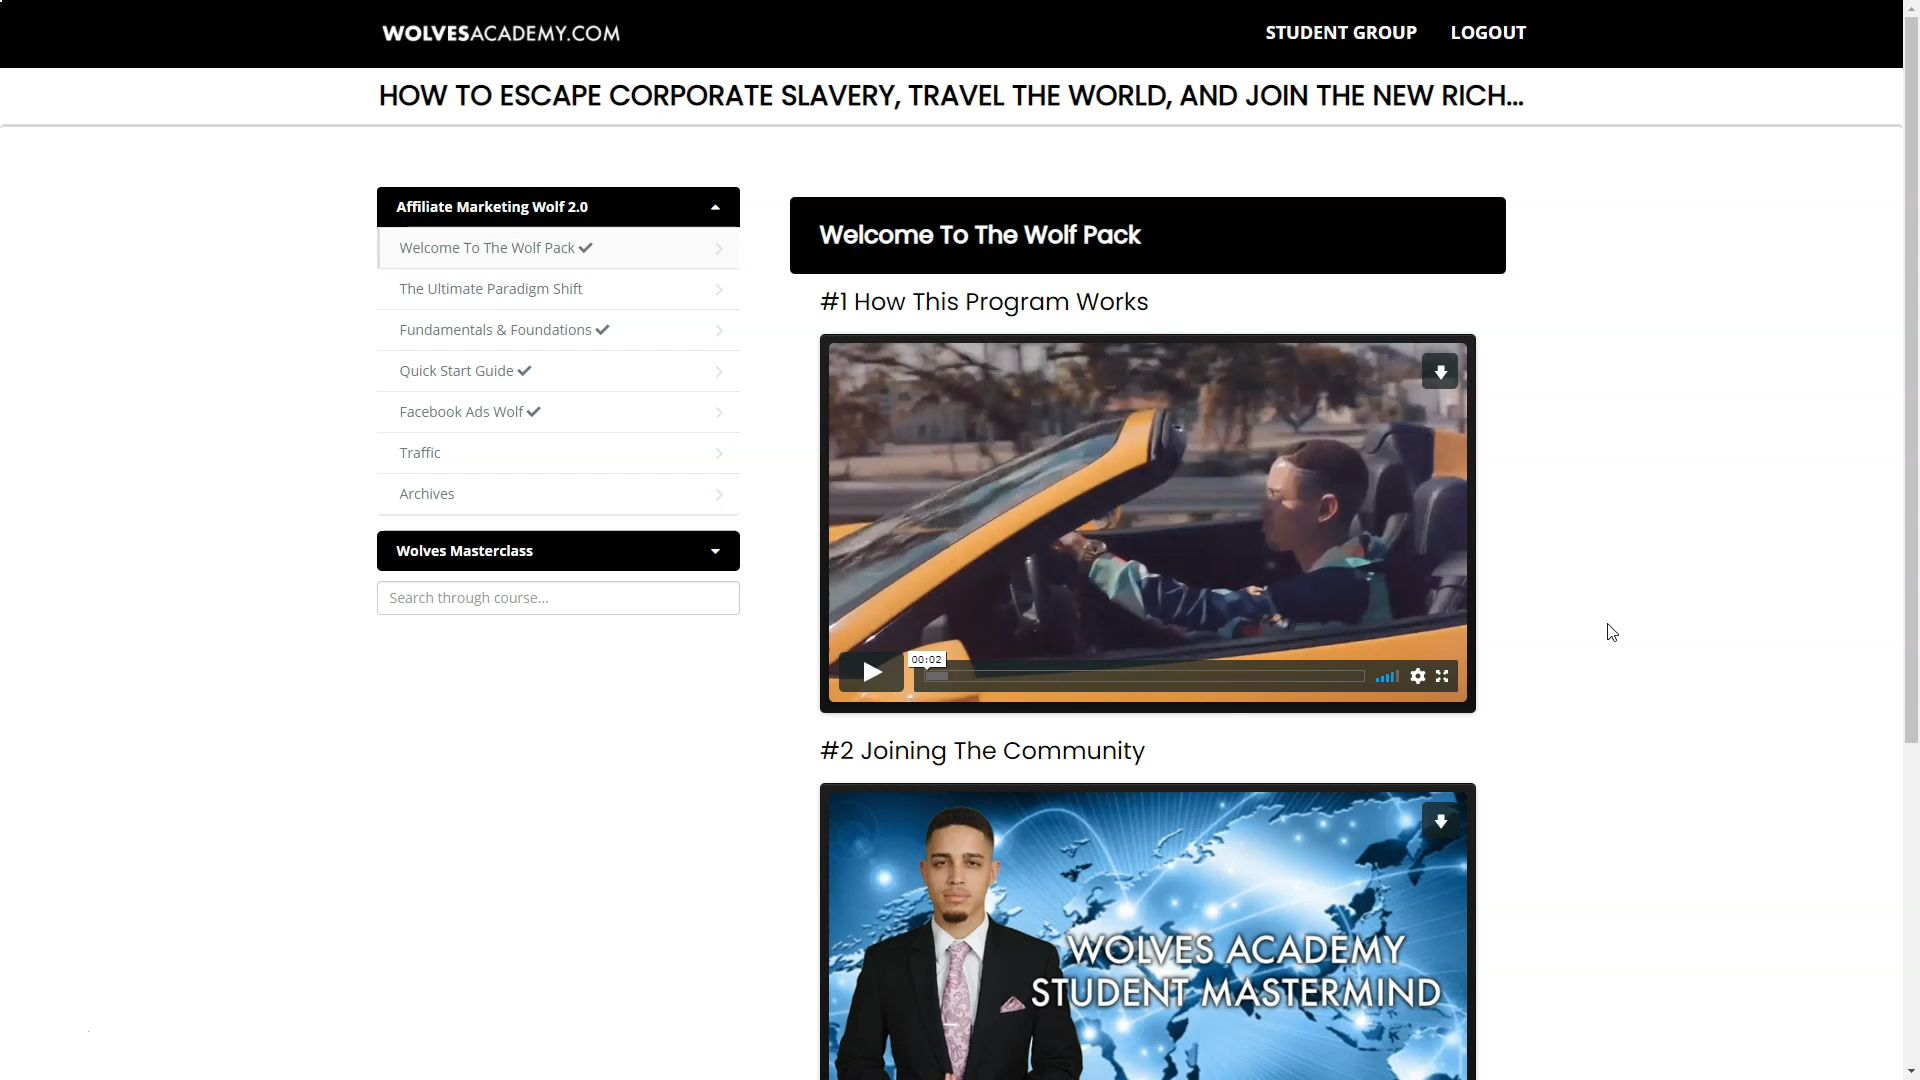 WOLVESACADEMY.COM
STUDENT GROUP
LOGOUT
HOW TO ESCAPE CORPORATE SLAVERY, TRAVEL THE WORLD, AND JOIN THE NEW RICH...
Affiliate Marketing Wolf 2.0
Welcome To The Wolf Pack
The Ultimate Paradigm Shift
Fundamentals & Foundations
Quick Start Guide
Facebook Ads Wolf
Traffic
Archives
Wolves Masterclass
Search through course...
Welcome To The Wolf Pack
#1 How This Program Works
00:02
#2 Joining The Community
WOLVES ACADEMY
STUDENT MASTERMIND